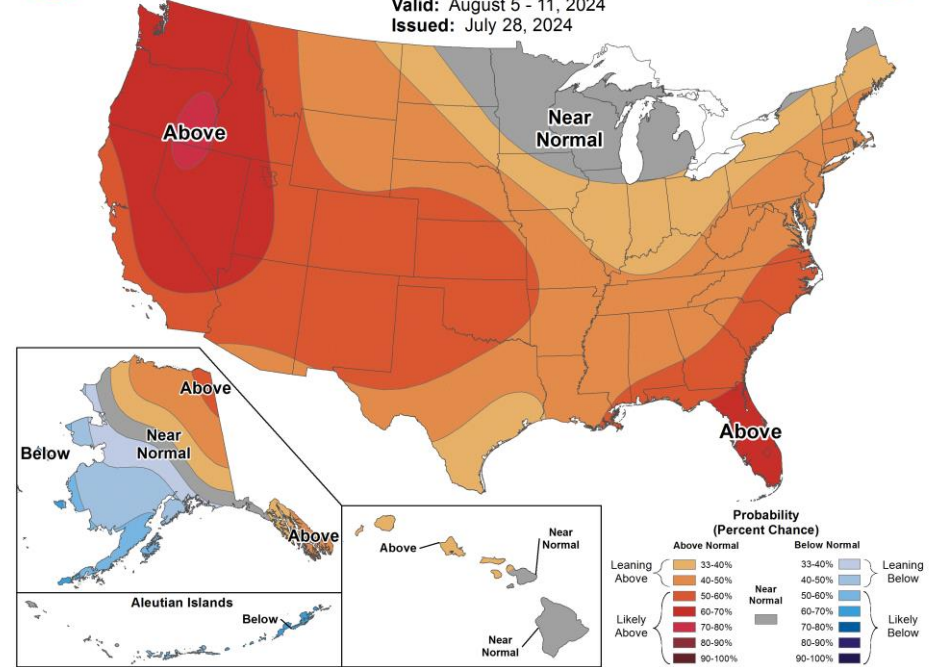 Valid: August 5 - 11, 2024
Issued: July 28, 2024
Above
Near
Normal
Above
Above
Near
Normal
Below
Above
Aleutian Islands
Below
Above
Near
Normal
Near
Normal
Probability
(Percent Chance)
Above Normal
Below Normal
Leaning
Above
33-40%
40-50%
Likely
Above
50-60%
60-70%
70-80%
80-90%
90-100%
Near
Normal
33-40%
40-50%
Leaning
Below
50-60%
60-70%
70-80%
80-90%
90-100%
Likely
Below